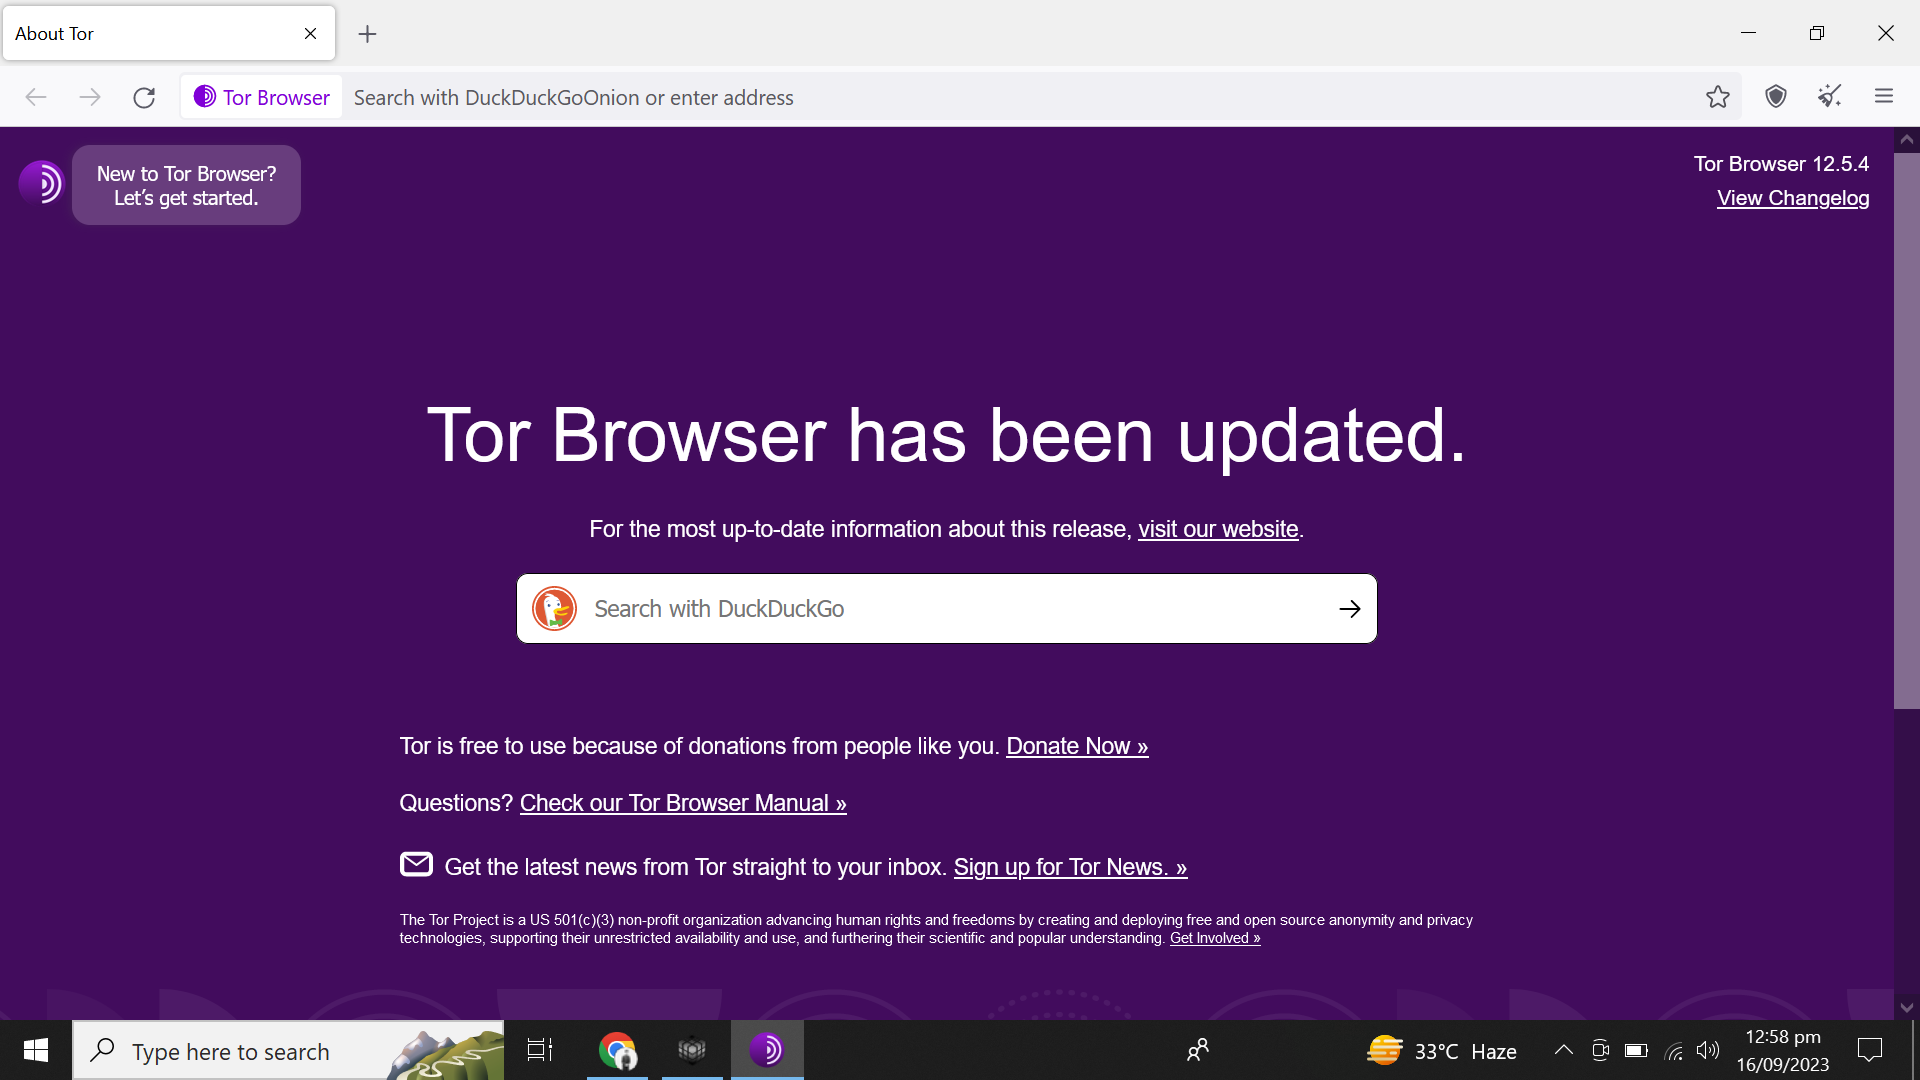 About Tor
Tor Browser
Search with DuckDuckGoOnion or enter address
New to Tor Browser?
Let's get started.
Tor Browser 12.5.4
View Changelog
Tor Browser has been updated.
For the most up-to-date information about this release, visit our website.
Search with DuckDuckGo
Tor is free to use because of donations from people like you. Donate Now »
Questions? Check our Tor Browser Manual »
Get the latest news from Tor straight to your inbox. Sign up for Tor News. »
The Tor Project is a US 501(c)(3) non-profit organization advancing human rights and freedoms by creating and deploying free and open source anonymity and privacy
technologies, supporting their unrestricted availability and use, and furthering their scientific and popular understanding. Get Involved »
Type here to search
33°C Haze
12:58 pm
16/09/2023